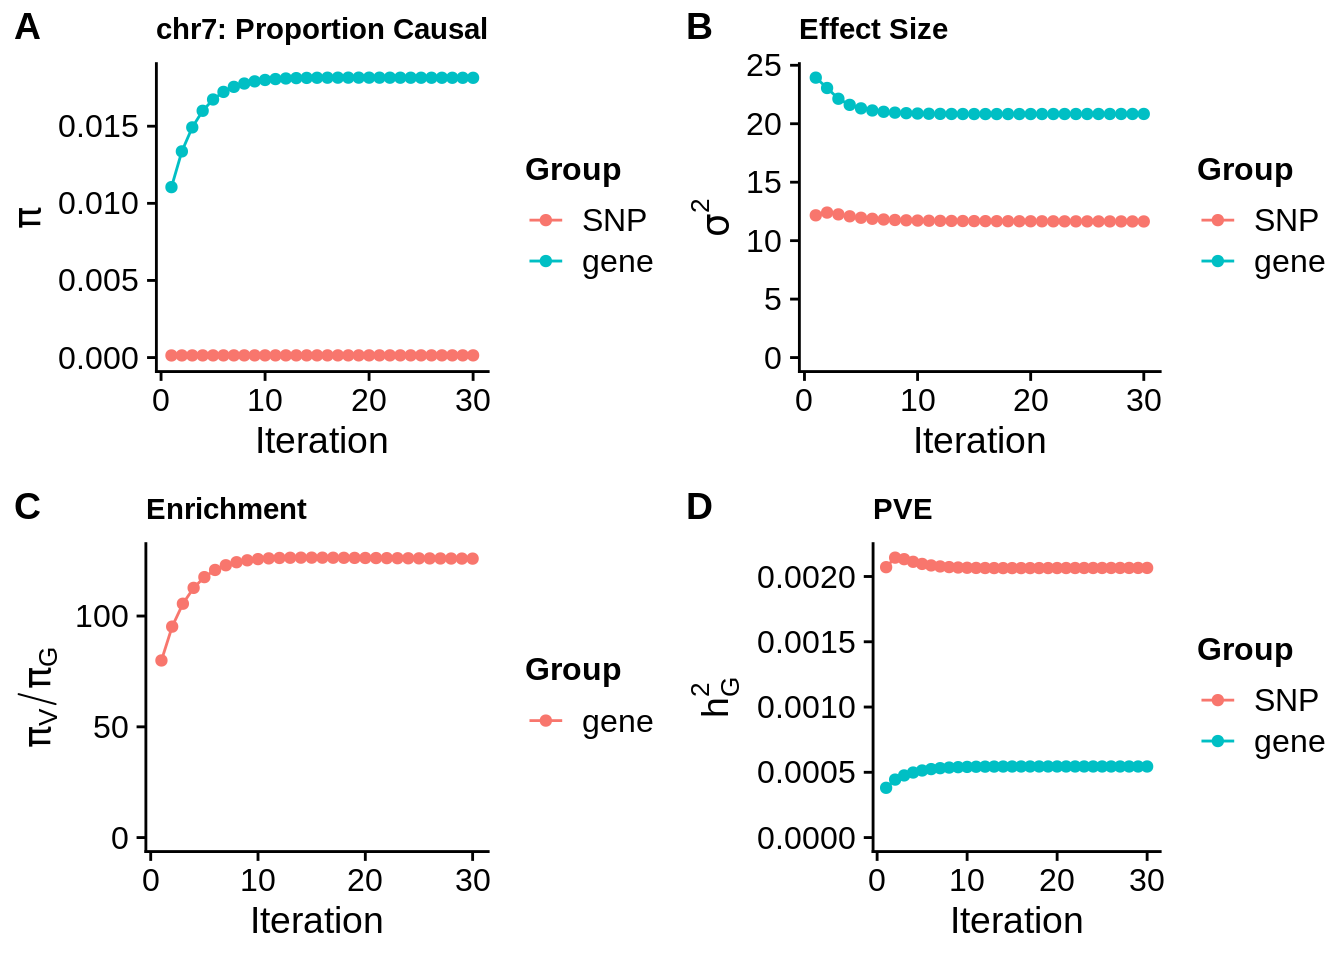 A
chr7: Proportion Causal
π
0.015
0.010
0.005
0.000
0 10 20 30
Iteration
Group
SNP
gene
B
Effect Size
σ²
25
20
15
10
5
0
0 10 20 30
Iteration
Group
SNP
gene
C
Enrichment
πV/πG
100
50
0
0 10 20 30
Iteration
Group
gene
D
PVE
h²G
0.0020
0.0015
0.0010
0.0005
0.0000
0 10 20 30
Iteration
Group
SNP
gene